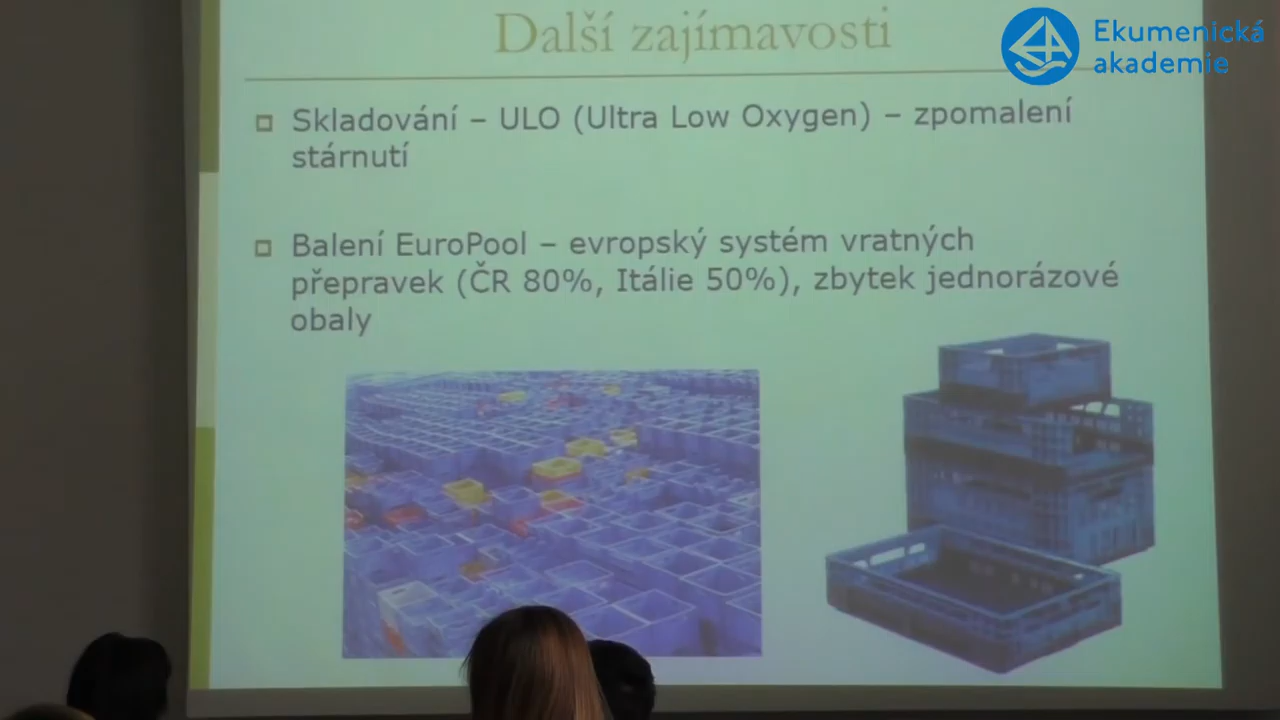 Další zajímavosti
Ekumenická
akademie
Skladování – ULO (Ultra Low Oxygen) – zpomalení
stárnutí
Balení EuroPool – evropský systém vratných
přepravek (ČR 80%, Itálie 50%), zbytek jednorázové
obaly